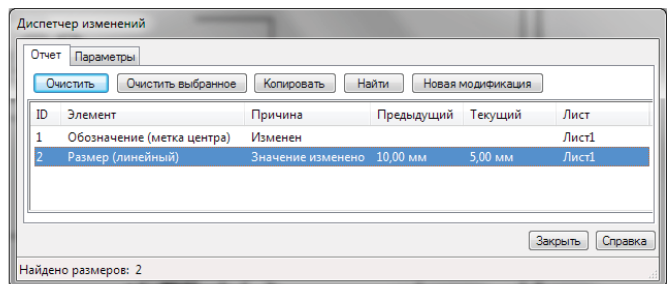 Диспетчер изменений
Отчет Параметры
Очистить Очистить выбранное Копировать Найти Новая модификация
ID Элемент Причина Предыдущий Текущий Лист
1 Обозначение (метка центра) Изменен Лист1
2 Размер (линейный) Значение изменено 10,00 мм 5,00 мм Лист1
Закрыть Справка
Найдено размеров: 2